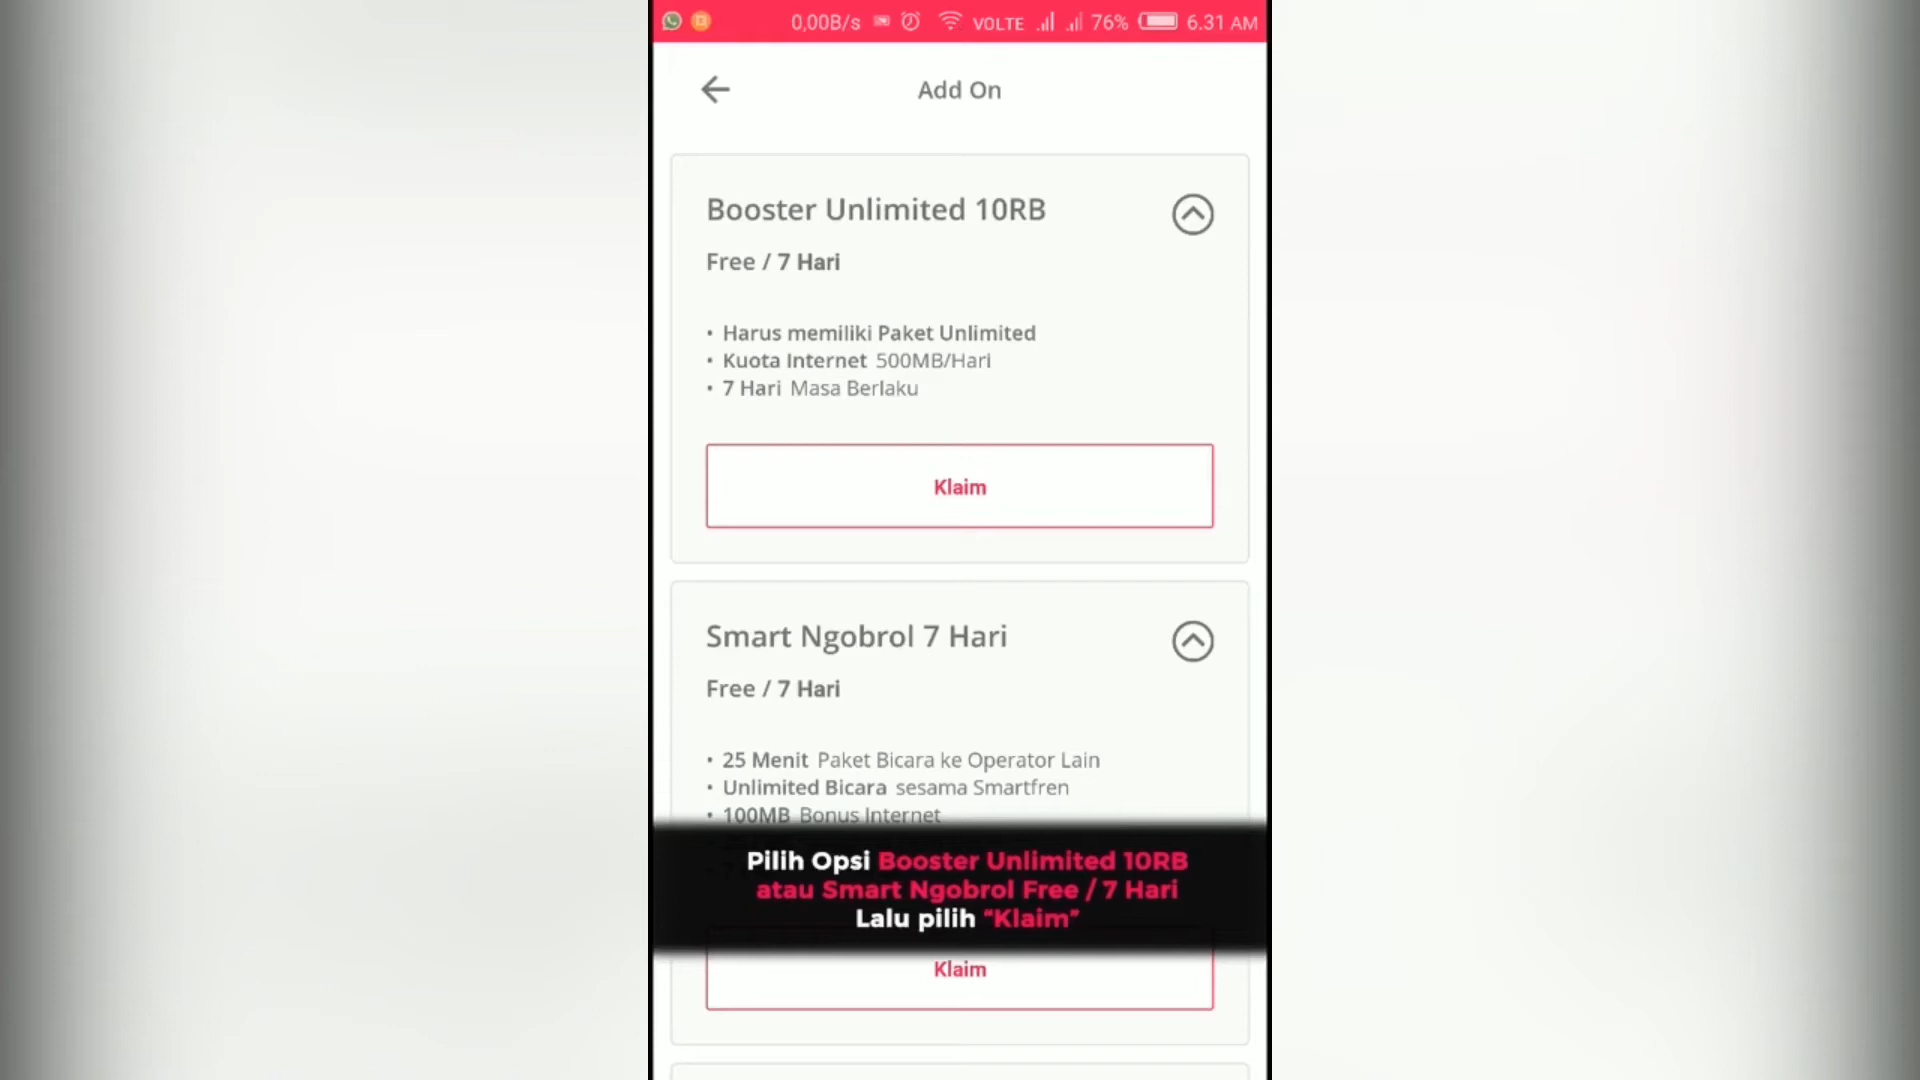 0,00B/s VOLTE 76% 6.31 AM
Add On
Booster Unlimited 10RB
Free / 7 Hari
• Harus memiliki Paket Unlimited
• Kuota Internet 500MB/Hari
• 7 Hari Masa Berlaku
Klaim
Smart Ngobrol 7 Hari
Free / 7 Hari
• 25 Menit Paket Bicara ke Operator Lain
• Unlimited Bicara sesama Smartfren
• 100MB Bonus Internet
Pilih Opsi Booster Unlimited 10RB
atau Smart Ngobrol Free / 7 Hari
Lalu pilih “Klaim”
Klaim